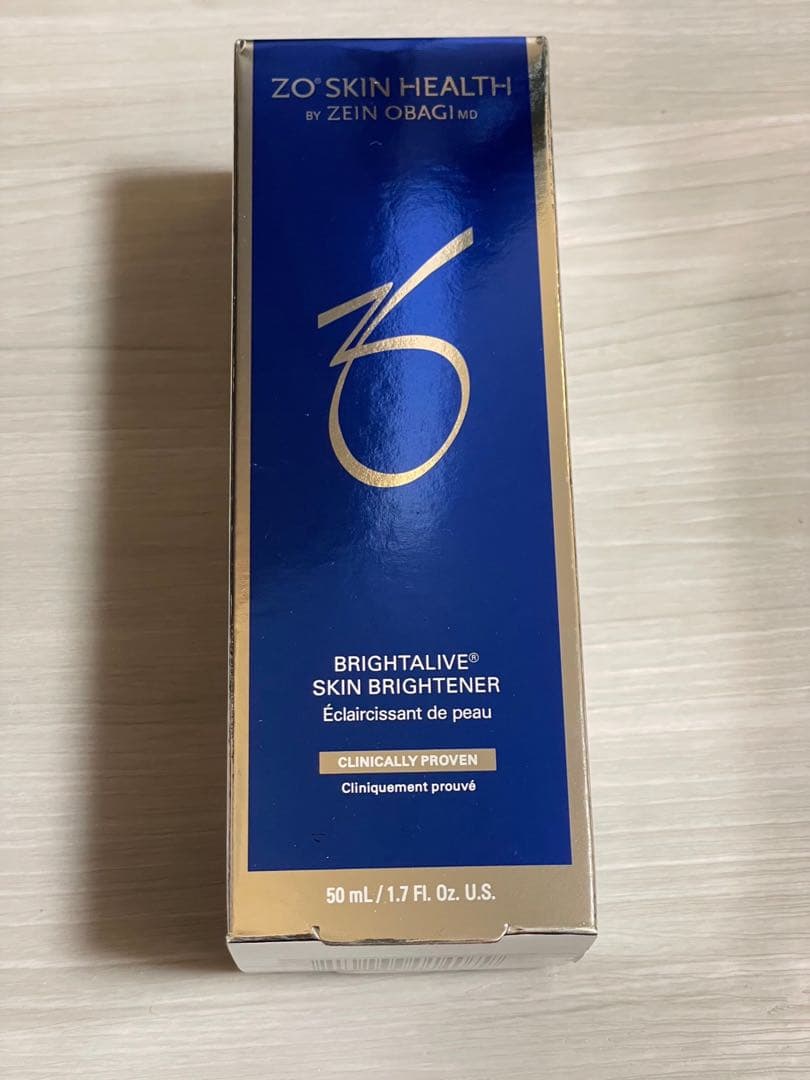 ZO® SKIN HEALTH
BY ZEIN OBAGI MD
BRIGHTALIVE®
SKIN BRIGHTENER
Éclaircissant de peau
CLINICALLY PROVEN
Cliniquement prouvé
50 mL / 1.7 Fl. Oz. U.S.